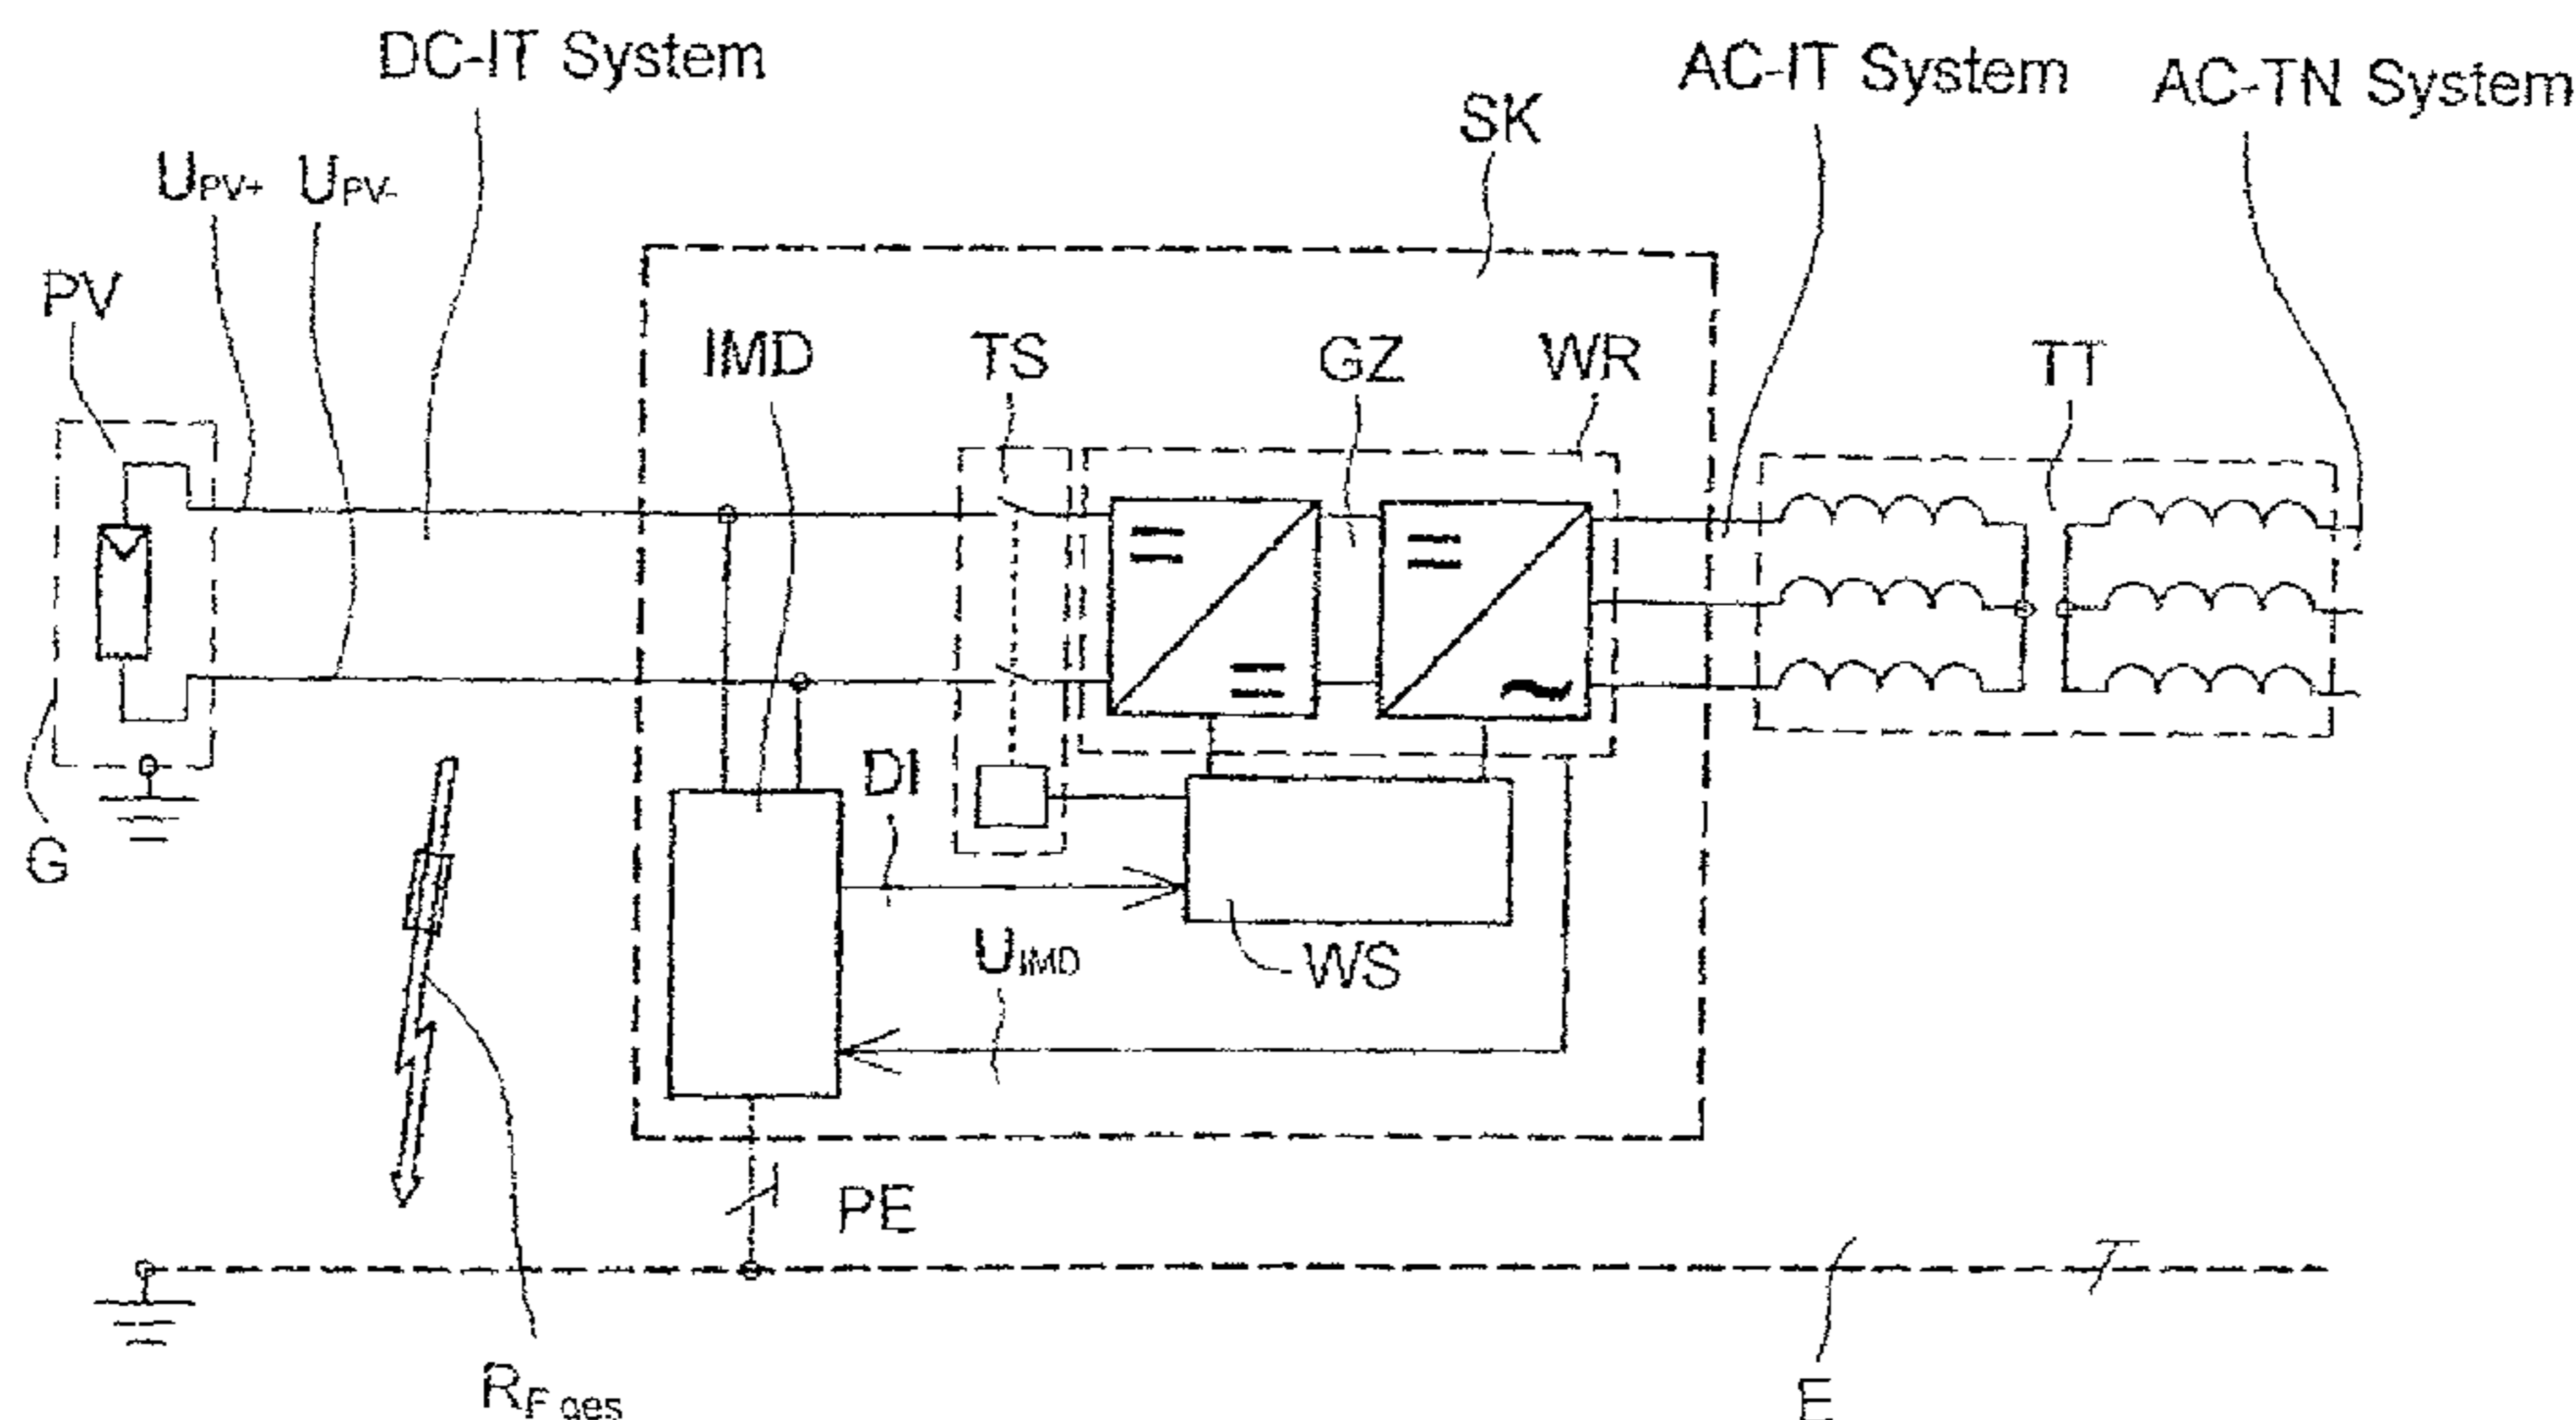 DC-IT System
AC-IT System
AC-TN System
SK
UPV+
UPV-
PV
IMD
TS
GZ
WR
TT
DI
G
UIMD
WS
PE
RF ges
E